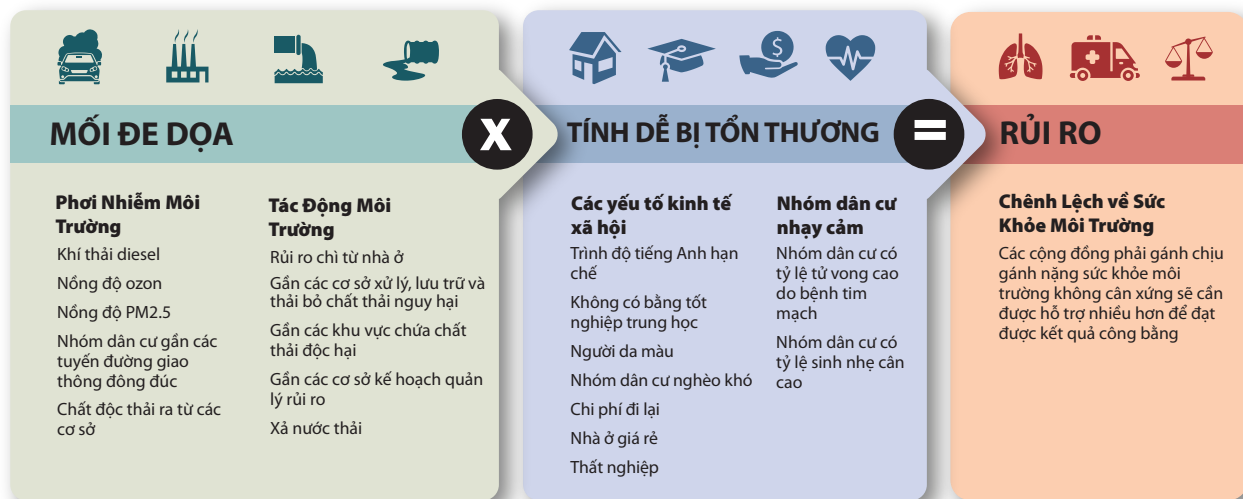 $
MỐI ĐE DỌA
X
TÍNH DỄ BỊ TỔN THƯƠNG
=
RỦI RO
Phơi Nhiễm Môi
Trường
Khí thải diesel
Nồng độ ozon
Nồng độ PM2.5
Nhóm dân cư gần các
tuyến đường giao
thông đông đúc
Chất độc thải ra từ các
cơ sở
Tác Động Môi
Trường
Rủi ro chì từ nhà ở
Gần các cơ sở xử lý, lưu trữ và
thải bỏ chất thải nguy hại
Gần các khu vực chứa chất
thải độc hại
Gần các cơ sở kế hoạch quản
lý rủi ro
Xả nước thải
Các yếu tố kinh tế
xã hội
Trình độ tiếng Anh hạn
chế
Không có bằng tốt
nghiệp trung học
Người da màu
Nhóm dân cư nghèo khó
Chi phí đi lại
Nhà ở giá rẻ
Thất nghiệp
Nhóm dân cư
nhạy cảm
Nhóm dân cư có
tỷ lệ tử vong cao
do bệnh tim
mạch
Nhóm dân cư có
tỷ lệ sinh nhẹ cân
cao
Chênh Lệch về Sức
Khỏe Môi Trường
Các cộng đồng phải gánh chịu
gánh nặng sức khỏe môi
trường không cân xứng sẽ cần
được hỗ trợ nhiều hơn để đạt
được kết quả công bằng